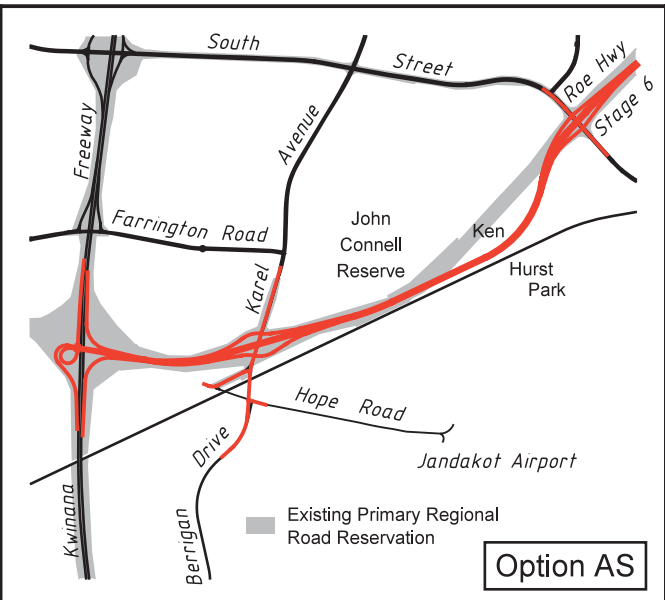 South
Street
Roe Hwy
Stage 6
Freeway
Avenue
Farrington Road
John
Connell
Reserve
Ken
Hurst
Park
Karel
Hope Road
Jandakot Airport
Drive
Kwinana
Berrigan
Existing Primary Regional
Road Reservation
Option AS